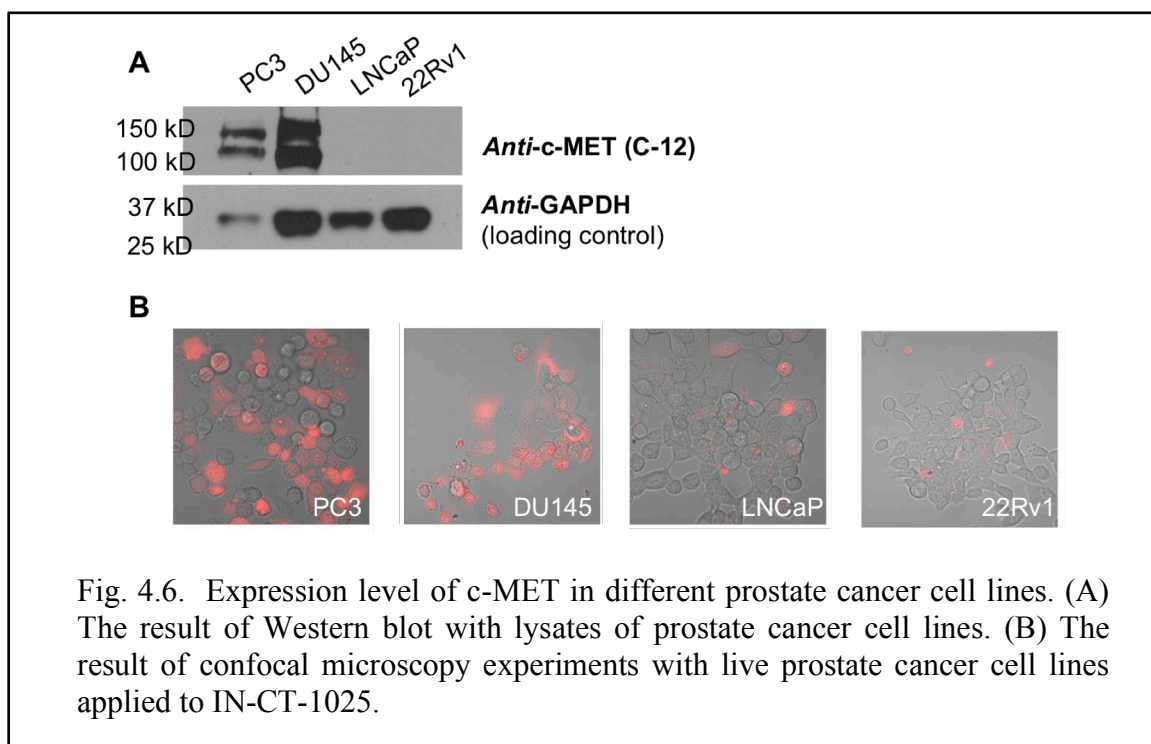 A
PC3 DU145 LNCaP 22Rv1
150 kD
100 kD
Anti-c-MET (C-12)
37 kD
25 kD
Anti-GAPDH
(loading control)
B
PC3 DU145 LNCaP 22Rv1
Fig. 4.6. Expression level of c-MET in different prostate cancer cell lines. (A)
The result of Western blot with lysates of prostate cancer cell lines. (B) The
result of confocal microscopy experiments with live prostate cancer cell lines
applied to IN-CT-1025.